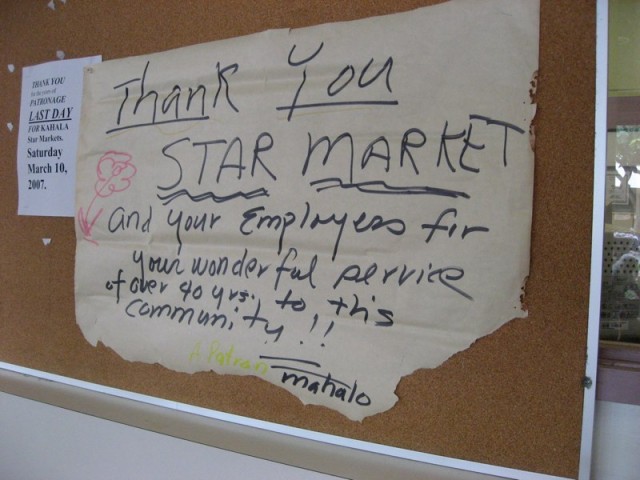 THANK YOU
for the years of
PATRONAGE
LAST DAY
FOR KAHALA
Star Markets.
Saturday
March 10,
2007.
Thank You
STAR MARKET
and your Employees for
your wonderful service
of over 40 yrs., to this
community!!
A Patron
mahalo